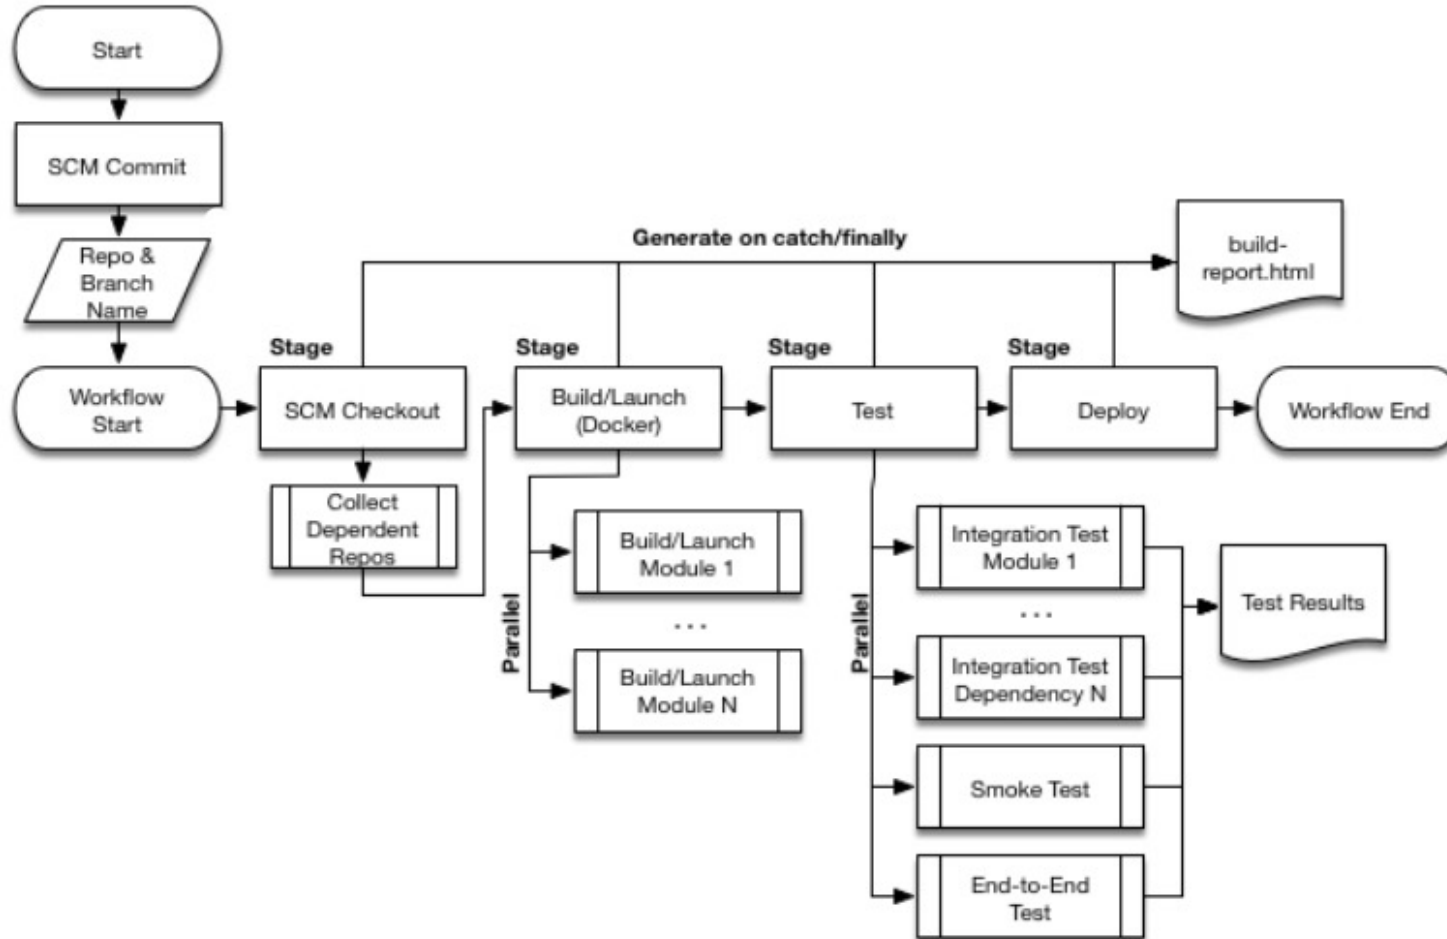 Start
SCM Commit
Repo &
Branch
Name
Generate on catch/finally
build-
report.html
Stage
Stage
Stage
Stage
Workflow
Start
SCM Checkout
Build/Launch
(Docker)
Test
Deploy
Workflow End
Collect
Dependent
Repos
Parallel
Build/Launch
Module 1
...
Build/Launch
Module N
Parallel
Integration Test
Module 1
...
Integration Test
Dependency N
Smoke Test
End-to-End
Test
Test Results